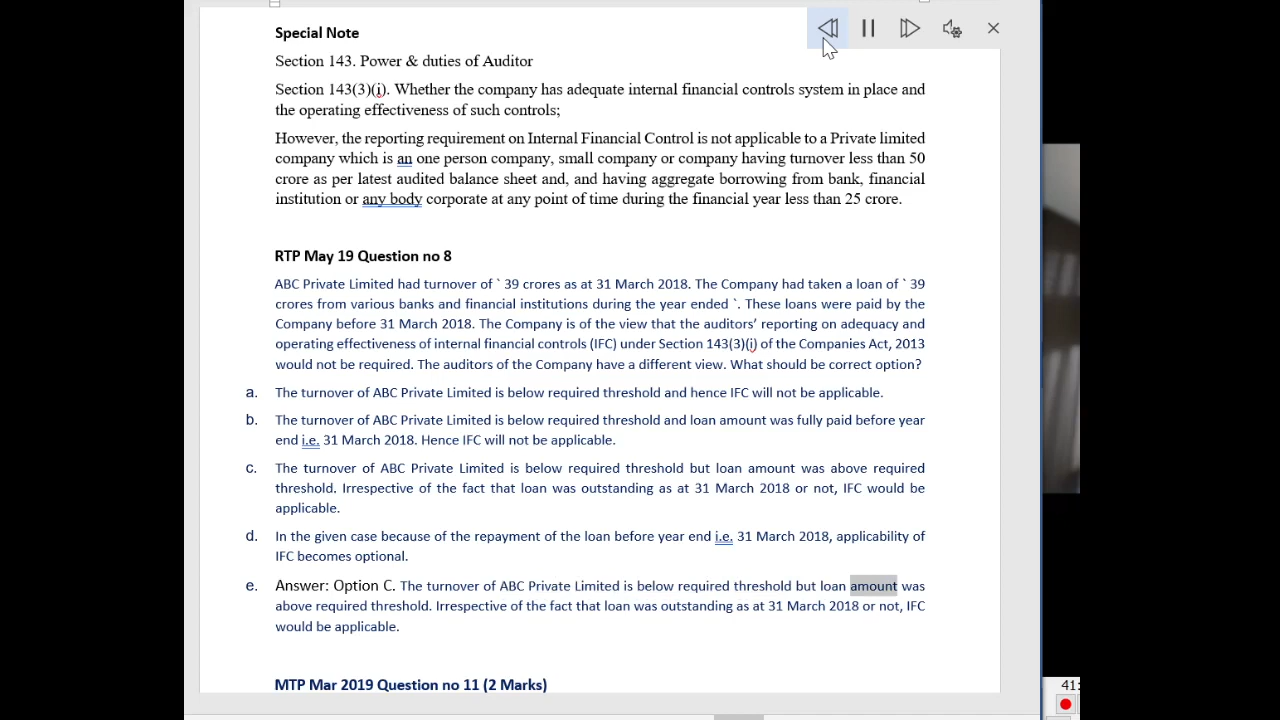 Special Note
Section 143. Power & duties of Auditor
Section 143(3)(i). Whether the company has adequate internal financial controls system in place and
the operating effectiveness of such controls;
However, the reporting requirement on Internal Financial Control is not applicable to a Private limited
company which is an one person company, small company or company having turnover less than 50
crore as per latest audited balance sheet and, and having aggregate borrowing from bank, financial
institution or any body corporate at any point of time during the financial year less than 25 crore.
RTP May 19 Question no 8
ABC Private Limited had turnover of ` 39 crores as at 31 March 2018. The Company had taken a loan of ` 39
crores from various banks and financial institutions during the year ended `. These loans were paid by the
Company before 31 March 2018. The Company is of the view that the auditors’ reporting on adequacy and
operating effectiveness of internal financial controls (IFC) under Section 143(3)(i) of the Companies Act, 2013
would not be required. The auditors of the Company have a different view. What should be correct option?
a. The turnover of ABC Private Limited is below required threshold and hence IFC will not be applicable.
b. The turnover of ABC Private Limited is below required threshold and loan amount was fully paid before year
end i.e. 31 March 2018. Hence IFC will not be applicable.
c. The turnover of ABC Private Limited is below required threshold but loan amount was above required
threshold. Irrespective of the fact that loan was outstanding as at 31 March 2018 or not, IFC would be
applicable.
d. In the given case because of the repayment of the loan before year end i.e. 31 March 2018, applicability of
IFC becomes optional.
e. Answer: Option C. The turnover of ABC Private Limited is below required threshold but loan amount was
above required threshold. Irrespective of the fact that loan was outstanding as at 31 March 2018 or not, IFC
would be applicable.
MTP Mar 2019 Question no 11 (2 Marks)
41: